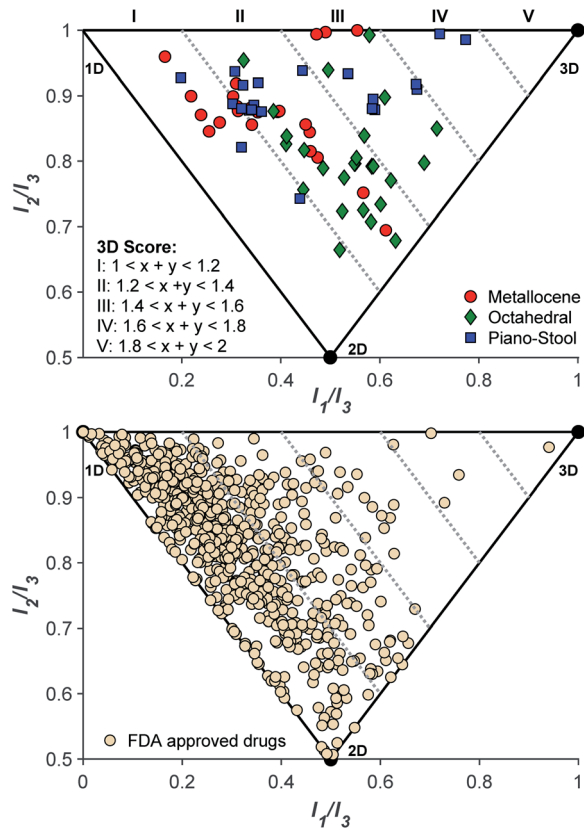 I II III IV V
1
1D
3D
0.9
0.8
I2/I3
0.7
3D Score:
I: 1 < x + y < 1.2
II: 1.2 < x +y < 1.4
III: 1.4 < x + y < 1.6
IV: 1.6 < x + y < 1.8
V: 1.8 < x + y < 2
Metallocene
Octahedral
Piano-Stool
0.6
2D
0.5
0.2 0.4 0.6 0.8 1
I1/I3
1
1D
3D
0.9
0.8
I2/I3
0.7
0.6
FDA approved drugs
2D
0.5
0 0.2 0.4 0.6 0.8 1
I1/I3